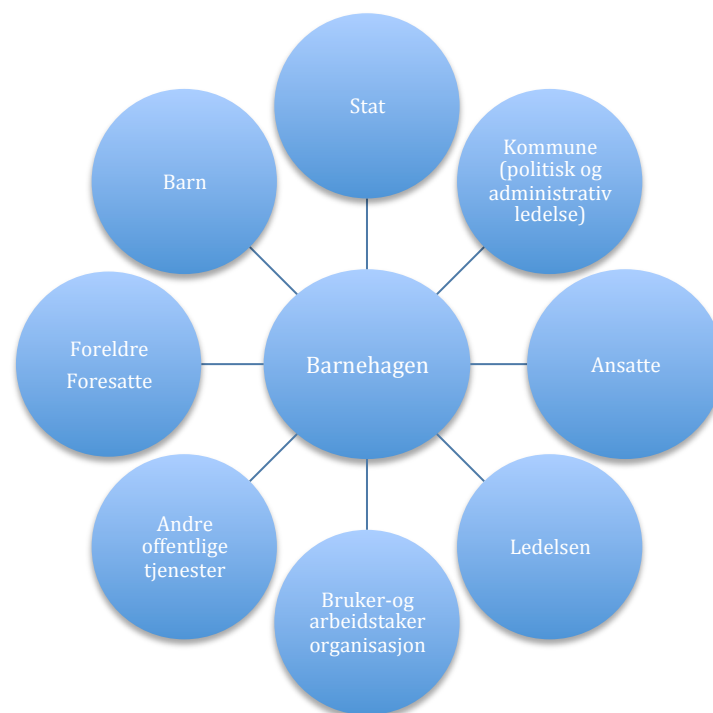 Stat
Kommune
(politisk og
administrativ
ledelse)
Ansatte
Ledelsen
Bruker-og
arbeidstaker
organisasjon
Andre
offentlige
tjenester
Foreldre
Foresatte
Barn
Barnehagen